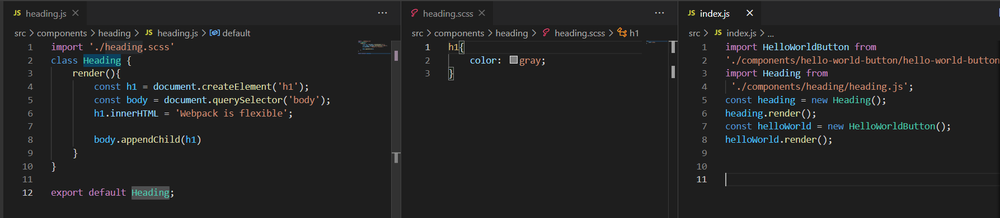 JS heading.js
src > components > heading > JS heading.js > default
1 import './heading.scss'
2 class Heading {
3 render(){
4 const h1 = document.createElement('h1');
5 const body = document.querySelector('body');
6 h1.innerHTML = 'Webpack is flexible';
7
8 body.appendChild(h1)
9 }
10 }
11
12 export default Heading;
heading.scss
src > components > heading > heading.scss > h1
1 h1{
2 color: gray;
3 }
JS index.js
src > JS index.js > ...
1 import HelloWorldButton from
2 './components/hello-world-button/hello-world-button
3 import Heading from
4 './components/heading/heading.js';
5 const heading = new Heading();
6 heading.render();
7 const helloWorld = new HelloWorldButton();
8 helloWorld.render();
9
10
11